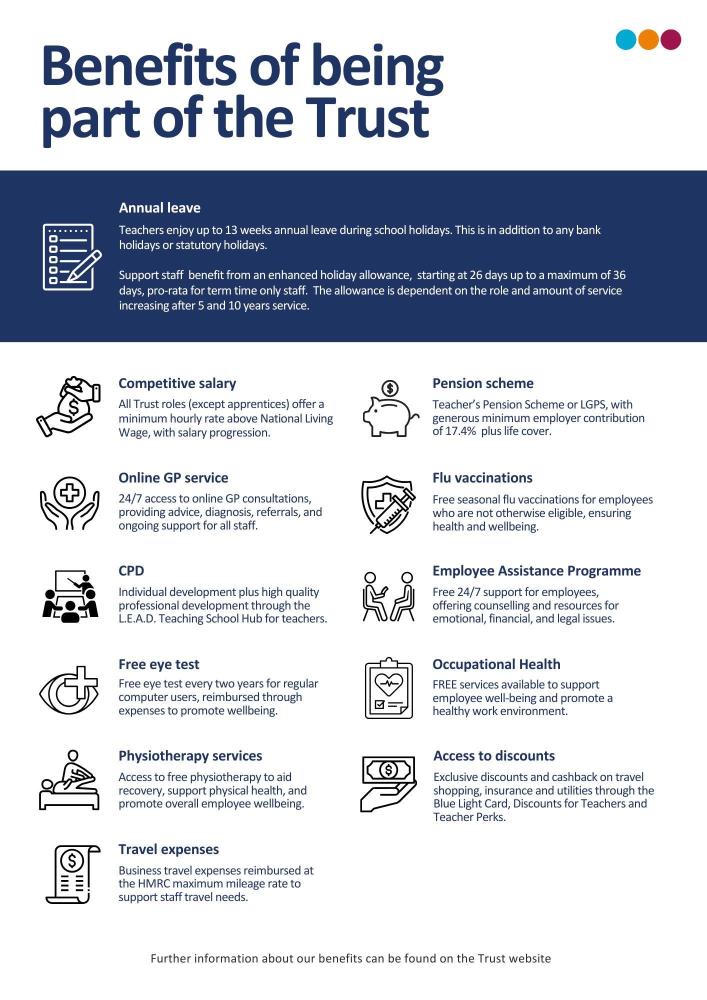 Benefits of being
part of the Trust
Annual leave
Teachers enjoy up to 13 weeks annual leave during school holidays. This is in addition to any bank
holidays or statutory holidays.
Support staff  benefit from an enhanced holiday allowance,  starting at 26 days up to a maximum of 36
days, pro-rata for term time only staff.  The allowance is dependent on the role and amount of service
increasing after 5 and 10 years service.
Competitive salary
All Trust roles (except apprentices) offer a
minimum hourly rate above National Living
Wage, with salary progression.
Pension scheme
Teacher’s Pension Scheme or LGPS, with
generous minimum employer contribution
of 17.4%  plus life cover.
Online GP service
24/7 access to online GP consultations,
providing advice, diagnosis, referrals, and
ongoing support for all staff.
Flu vaccinations
Free seasonal flu vaccinations for employees
who are not otherwise eligible, ensuring
health and wellbeing.
CPD
Individual development plus high quality
professional development through the
L.E.A.D. Teaching School Hub for teachers.
Employee Assistance Programme
Free 24/7 support for employees,
offering counselling and resources for
emotional, financial, and legal issues.
Free eye test
Free eye test every two years for regular
computer users, reimbursed through
expenses to promote wellbeing.
Occupational Health
FREE services available to support
employee well-being and promote a
healthy work environment.
Physiotherapy services
Access to free physiotherapy to aid
recovery, support physical health, and
promote overall employee wellbeing.
Access to discounts
Exclusive discounts and cashback on travel
shopping, insurance and utilities through the
Blue Light Card, Discounts for Teachers and
Teacher Perks.
Travel expenses
Business travel expenses reimbursed at
the HMRC maximum mileage rate to
support staff travel needs.
Further information about our benefits can be found on the Trust website